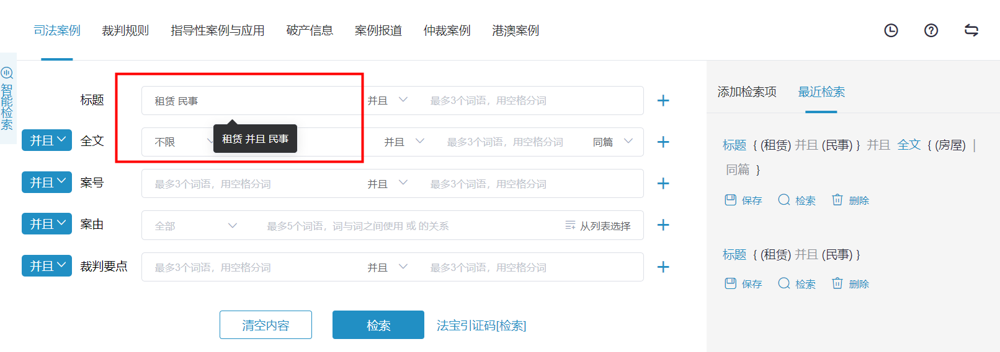 司法案例 裁判规则 指导性案例与应用 破产信息 案例报道 仲裁案例 港澳案例
智能检索
标题 租赁 民事 并且 最多3个词语，用空格分词
租赁 并且 民事
并且 全文 不限 并且 最多3个词语，用空格分词 同篇
并且 案号 最多3个词语，用空格分词 并且 最多3个词语，用空格分词
并且 案由 全部 最多5个词语，词与词之间使用 或 的关系 从列表选择
并且 裁判要点 最多3个词语，用空格分词 并且 最多3个词语，用空格分词
清空内容 检索 法宝引证码[检索]
添加检索项 最近检索
标题 { (租赁) 并且 (民事) } 并且 全文 { (房屋) |
同篇 }
保存 检索 删除
标题 { (租赁) 并且 (民事) }
保存 检索 删除